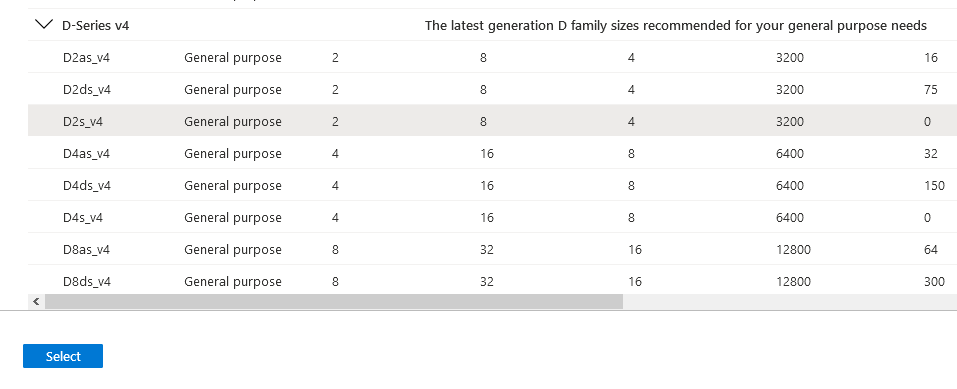 D-Series v4 The latest generation D family sizes recommended for your general purpose needs
D2as_v4 General purpose 2 8 4 3200 16
D2ds_v4 General purpose 2 8 4 3200 75
D2s_v4 General purpose 2 8 4 3200 0
D4as_v4 General purpose 4 16 8 6400 32
D4ds_v4 General purpose 4 16 8 6400 150
D4s_v4 General purpose 4 16 8 6400 0
D8as_v4 General purpose 8 32 16 12800 64
D8ds_v4 General purpose 8 32 16 12800 300
Select